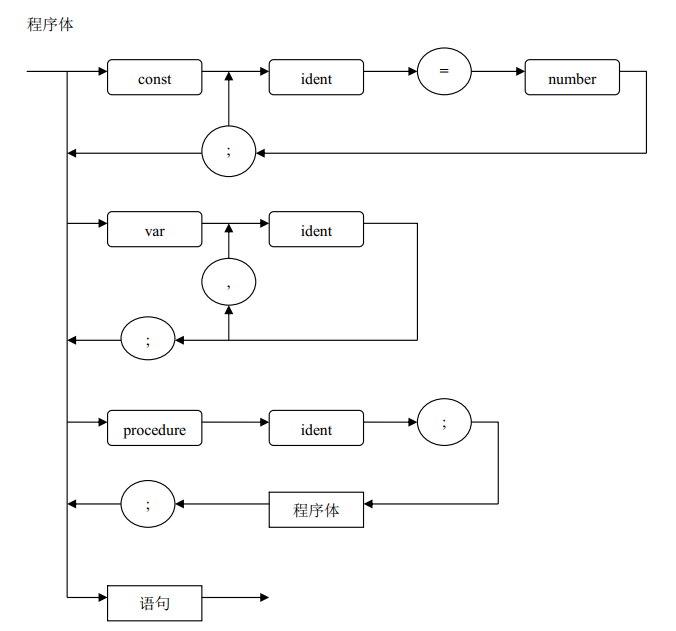 程序体
const ident = number
;
var ident
,
;
procedure ident ;
; 程序体
语句